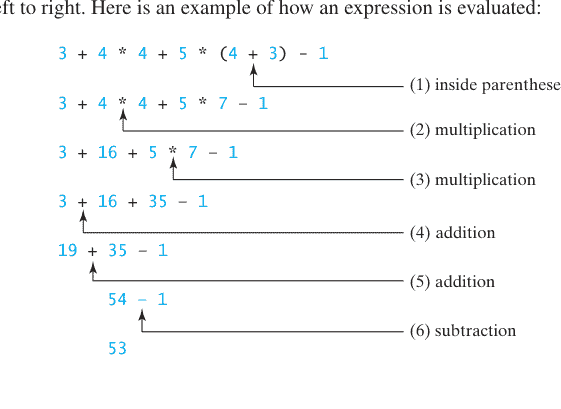 eft to right. Here is an example of how an expression is evaluated:
3 + 4 * 4 + 5 * (4 + 3) - 1
(1) inside parenthese
3 + 4 * 4 + 5 * 7 – 1
(2) multiplication
3 + 16 + 5 * 7 – 1
(3) multiplication
3 + 16 + 35 – 1
(4) addition
19 + 35 – 1
(5) addition
54 – 1
(6) subtraction
53